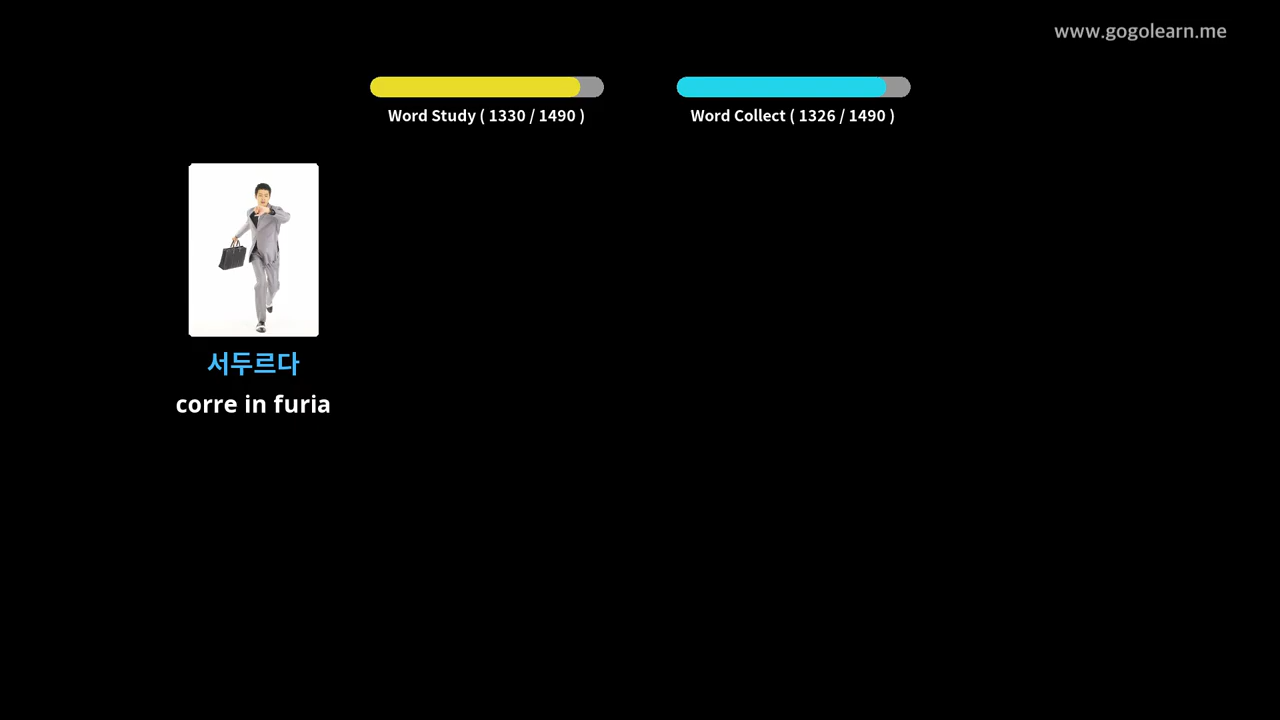 www.gogolearn.me
Word Study ( 1330 / 1490 )
Word Collect ( 1326 / 1490 )
서두르다
corre in furia